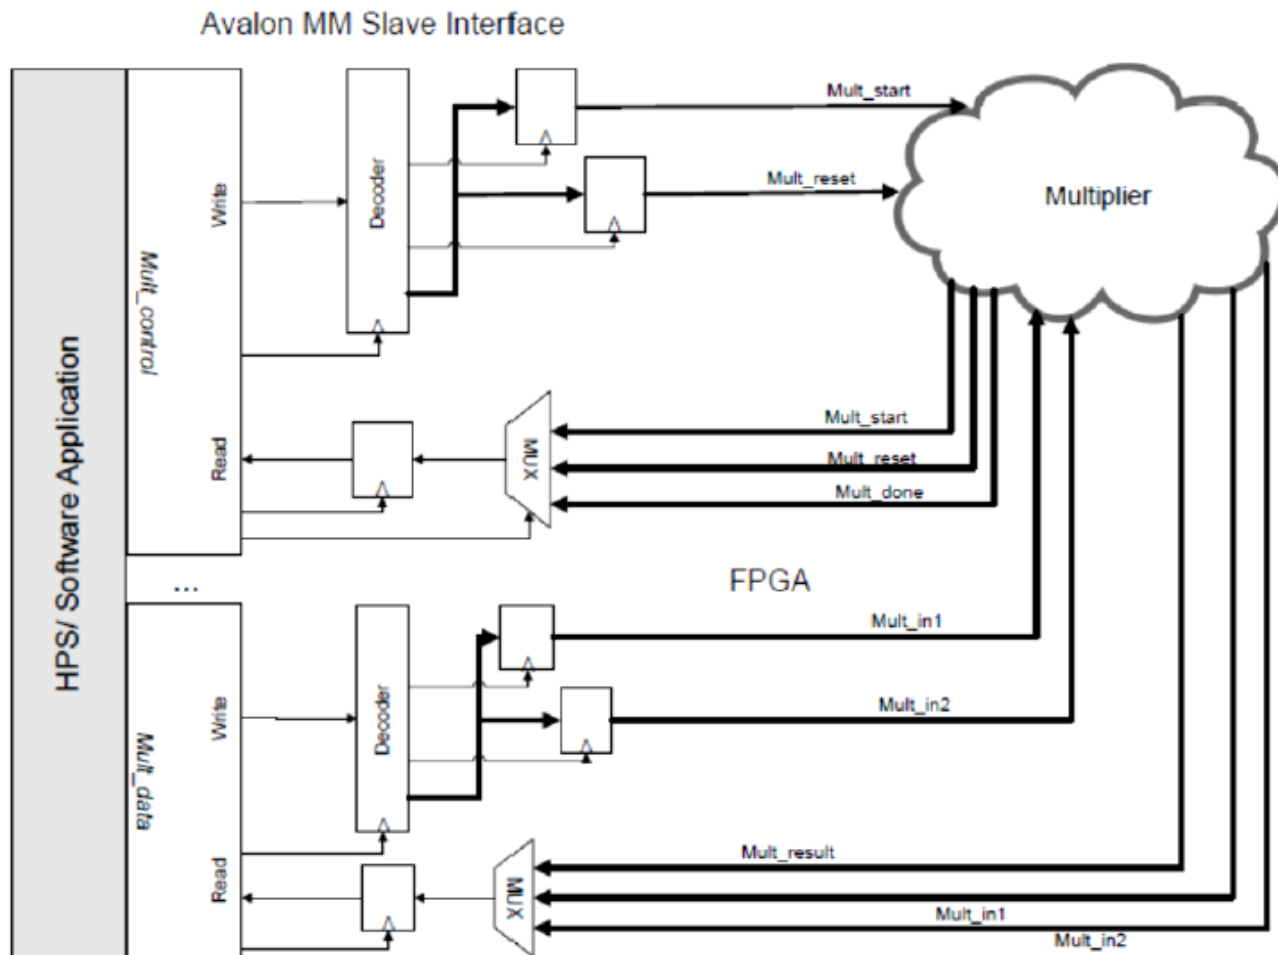 Avalon MM Slave Interface
HPS/ Software Application
Mult_control
Write
Read
Decoder
Mult_start
Mult_reset
Multiplier
MUX
Mult_start
Mult_reset
Mult_done
...
FPGA
Mult_data
Write
Read
Decoder
Mult_in1
Mult_in2
MUX
Mult_result
Mult_in1
Mult_in2